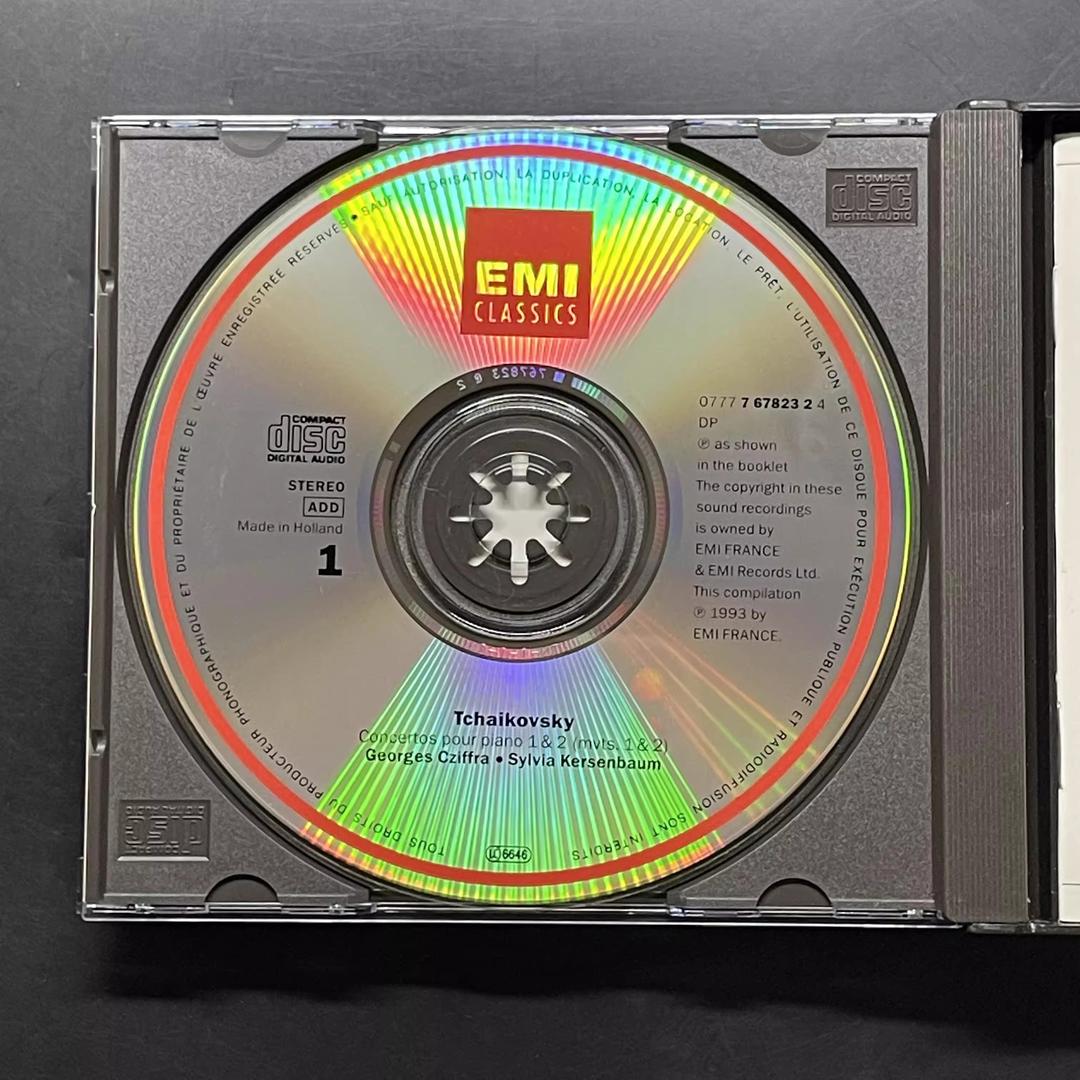 TOUS DROITS DU PRODUCTEUR PHONOGRAPHIQUE ET DU PROPRIÉTAIRE DE L'ŒUVRE ENREGISTRÉE RÉSERVÉS • SAUF AUTORISATION, LA DUPLICATION, LA LOCATION, LE PRÊT, L'UTILISATION DE CE DISQUE POUR EXÉCUTION PUBLIQUE ET RADIODIFFUSION SONT INTERDITS
EMI
CLASSICS
COMPACT
disc
DIGITAL AUDIO
STEREO
ADD
Made in Holland
1
0777 7 67823 2 4
DP
℗ as shown
in the booklet
The copyright in these
sound recordings
is owned by
EMI FRANCE
& EMI Records Ltd.
This compilation
℗ 1993 by
EMI FRANCE.
Tchaikovsky
Concertos pour piano 1 & 2 (mvts. 1 & 2)
Georges Cziffra • Sylvia Kersenbaum
LC 6646
COMPACT
disc
DIGITAL AUDIO